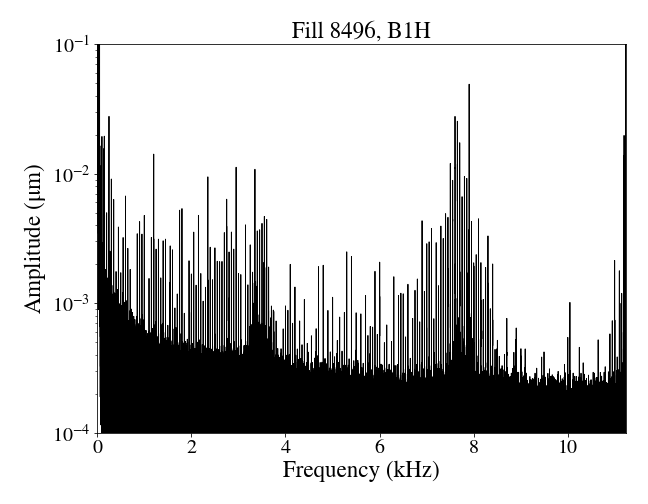 Fill 8496, B1H
10⁻¹
10⁻²
10⁻³
10⁻⁴
Amplitude (μm)
0 2 4 6 8 10
Frequency (kHz)